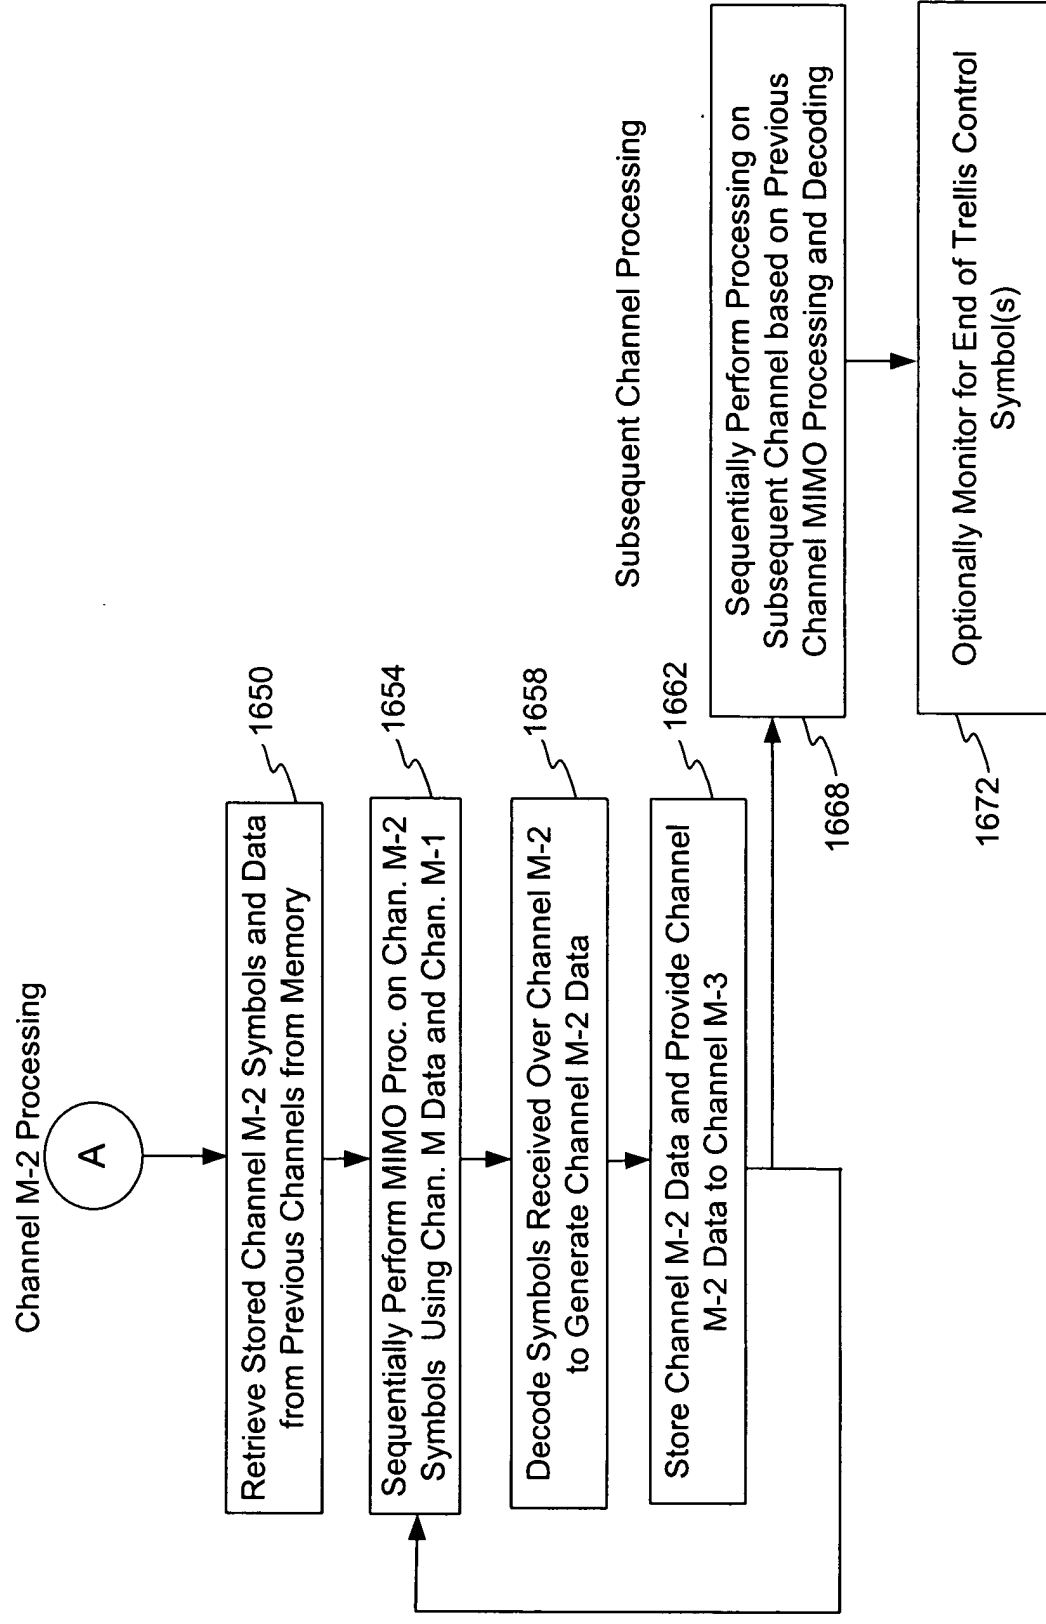 Channel M-2 Processing
A
Retrieve Stored Channel M-2 Symbols and Data
from Previous Channels from Memory
1650
Sequentially Perform MIMO Proc. on Chan. M-2
Symbols Using Chan. M Data and Chan. M-1
1654
Decode Symbols Received Over Channel M-2
to Generate Channel M-2 Data
1658
Store Channel M-2 Data and Provide Channel
M-2 Data to Channel M-3
1662
Subsequent Channel Processing
Sequentially Perform Processing on
Subsequent Channel based on Previous
Channel MIMO Processing and Decoding
1668
Optionally Monitor for End of Trellis Control
Symbol(s)
1672